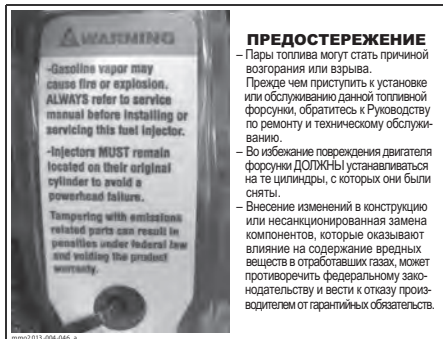 WARNING
-Gasoline vapor may
cause fire or explosion.
ALWAYS refer to service
manual before installing or
servicing this fuel injector.
-Injectors MUST remain
located on their original
cylinder to avoid a
powerhead failure.
Tampering with emissions
related parts can result in
penalties under federal law
and voiding the product
warranty.
mmo2013-004-046_a
ПРЕДОСТЕРЕЖЕНИЕ
– Пары топлива могут стать причиной
возгорания или взрыва.
Прежде чем приступить к установке
или обслуживанию данной топливной
форсунки, обратитесь к Руководству
по ремонту и техническому обслужи-
ванию.
– Во избежание повреждения двигателя
форсунки ДОЛЖНЫ устанавливаться
на те цилиндры, с которых они были
сняты.
– Внесение изменений в конструкцию
или несанкционированная замена
компонентов, которые оказывают
влияние на содержание вредных
веществ в отработавших газах, может
противоречить федеральному зако-
нодательству и вести к отказу произ-
водителем от гарантийных обязательств.